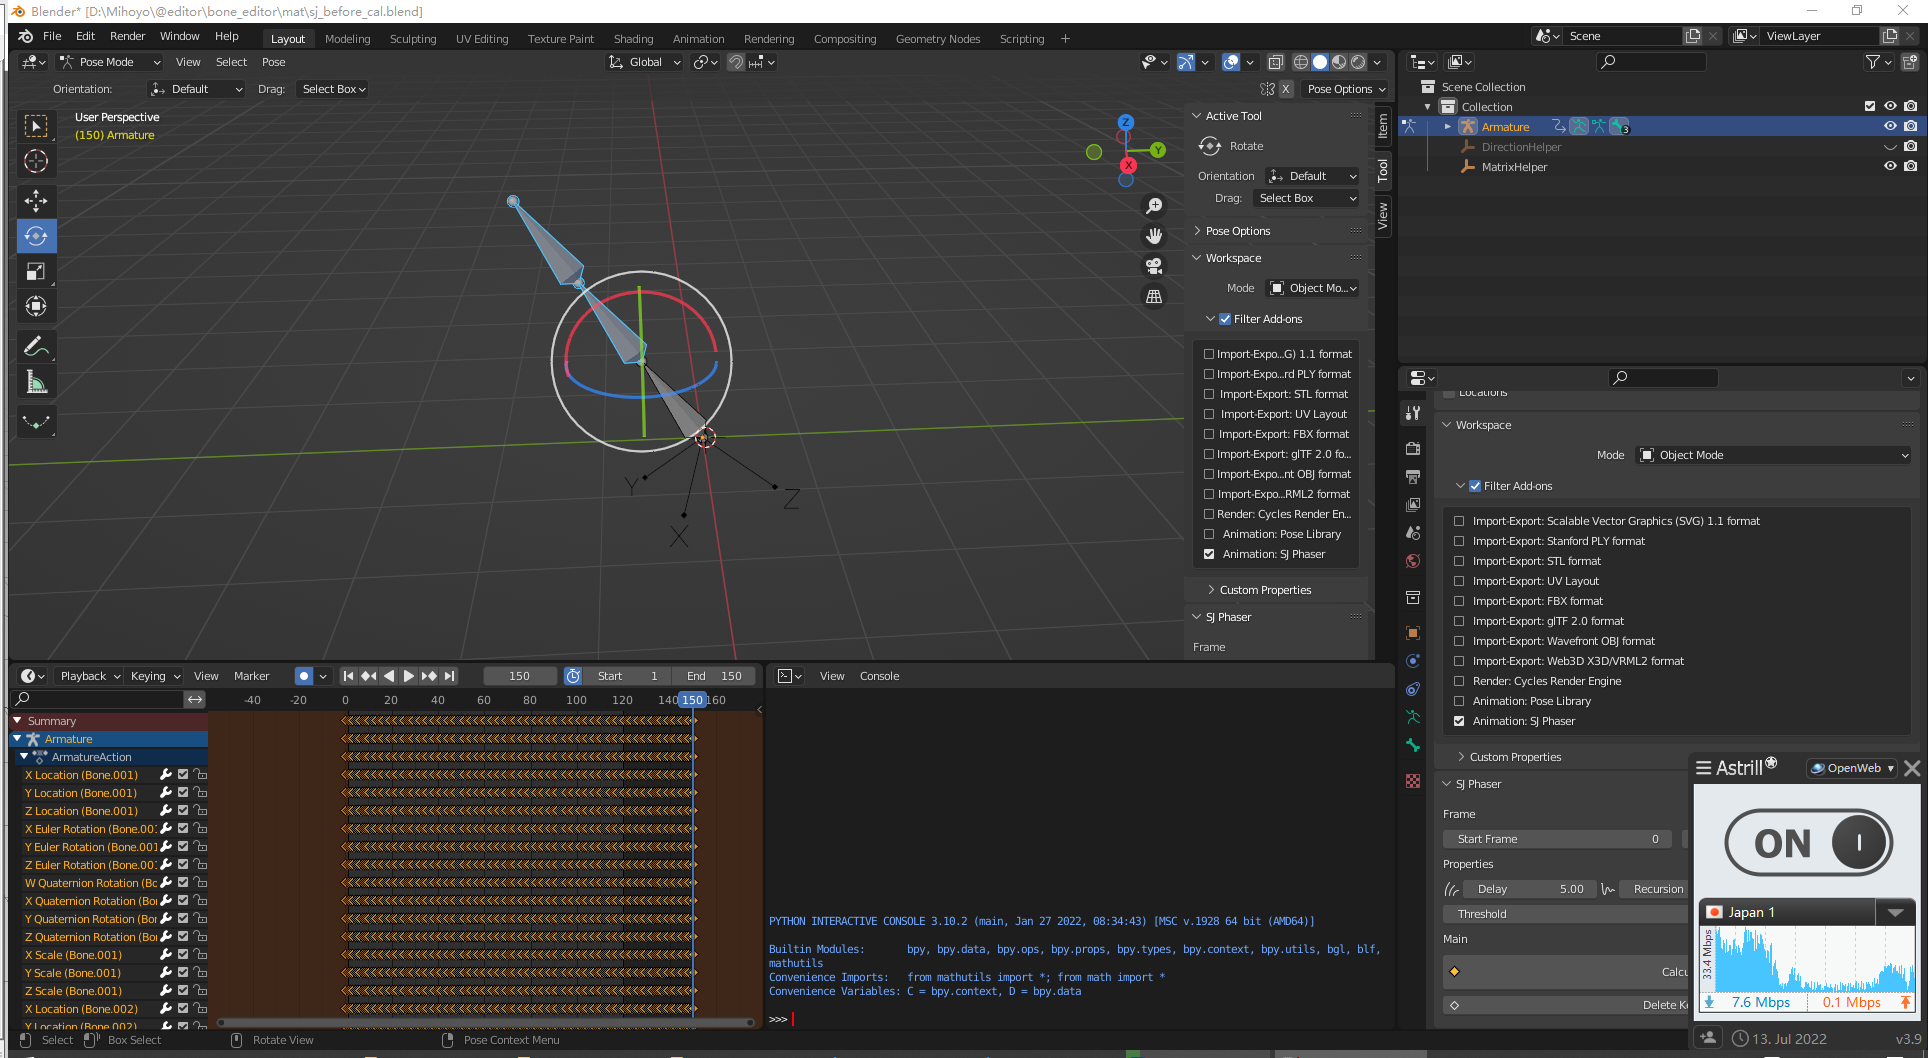 Blender* [D:\Mihoyo\@editor\bone_editor\mat\sj_before_cal.blend]
File Edit Render Window Help Layout Modeling Sculpting UV Editing Texture Paint Shading Animation Rendering Compositing Geometry Nodes Scripting + Scene ViewLayer
Pose Mode View Select Pose Global
Orientation: Default Drag: Select Box X Pose Options
User Perspective
(150) Armature
Z
Y
X
Y
Z
X
Active Tool
Rotate
Orientation Default
Drag: Select Box
Pose Options
Workspace
Mode Object Mo...
Filter Add-ons
Import-Expo...G) 1.1 format
Import-Expo...rd PLY format
Import-Export: STL format
Import-Export: UV Layout
Import-Export: FBX format
Import-Export: glTF 2.0 fo...
Import-Expo...nt OBJ format
Import-Expo...RML2 format
Render: Cycles Render En...
Animation: Pose Library
Animation: SJ Phaser
Custom Properties
SJ Phaser
Frame
Item
Tool
View
Scene Collection
Collection
Armature 3
DirectionHelper
MatrixHelper
Locations
Workspace
Mode Object Mode
Filter Add-ons
Import-Export: Scalable Vector Graphics (SVG) 1.1 format
Import-Export: Stanford PLY format
Import-Export: STL format
Import-Export: UV Layout
Import-Export: FBX format
Import-Export: glTF 2.0 format
Import-Export: Wavefront OBJ format
Import-Export: Web3D X3D/VRML2 format
Render: Cycles Render Engine
Animation: Pose Library
Animation: SJ Phaser
Custom Properties
SJ Phaser
Frame
Start Frame 0
Properties
Delay 5.00 Recursion
Threshold
Main
Calcu
Delete Ke
Playback Keying View Marker 150 Start 1 End 150
-40 -20 0 20 40 60 80 100 120 140 150 160
Summary
Armature
ArmatureAction
X Location (Bone.001)
Y Location (Bone.001)
Z Location (Bone.001)
X Euler Rotation (Bone.001
Y Euler Rotation (Bone.001
Z Euler Rotation (Bone.001
W Quaternion Rotation (Bo
X Quaternion Rotation (Bon
Y Quaternion Rotation (Bon
Z Quaternion Rotation (Bon
X Scale (Bone.001)
Y Scale (Bone.001)
Z Scale (Bone.001)
X Location (Bone.002)
Y Location (Bone.002)
View Console
PYTHON INTERACTIVE CONSOLE 3.10.2 (main, Jan 27 2022, 08:34:43) [MSC v.1928 64 bit (AMD64)]
Builtin Modules: bpy, bpy.data, bpy.ops, bpy.props, bpy.types, bpy.context, bpy.utils, bgl, blf,
mathutils
Convenience Imports: from mathutils import *; from math import *
Convenience Variables: C = bpy.context, D = bpy.data
>>>
Select Box Select Rotate View Pose Context Menu
Astrill OpenWeb
ON
Japan 1
33.4 Mbps
7.6 Mbps 0.1 Mbps
13. Jul 2022 v3.9